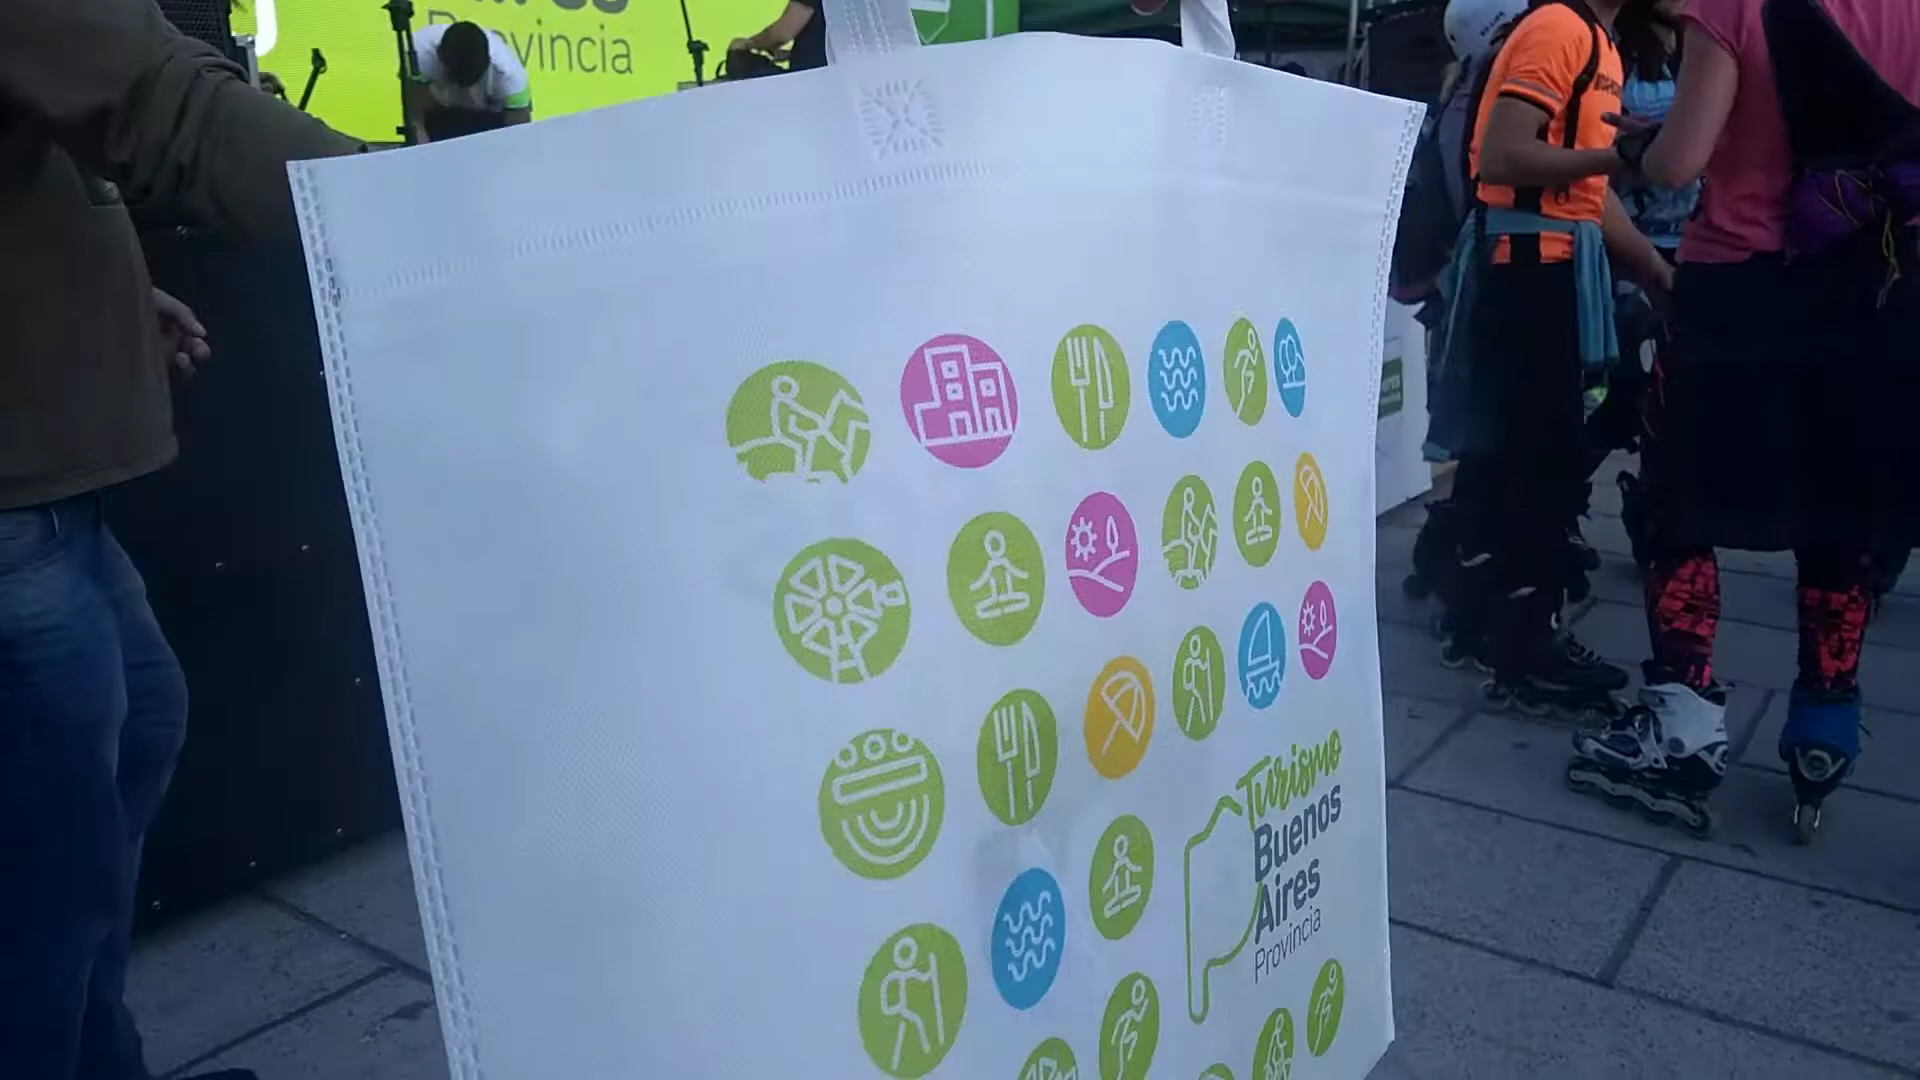 Provincia
Turismo
Buenos
Aires
Provincia